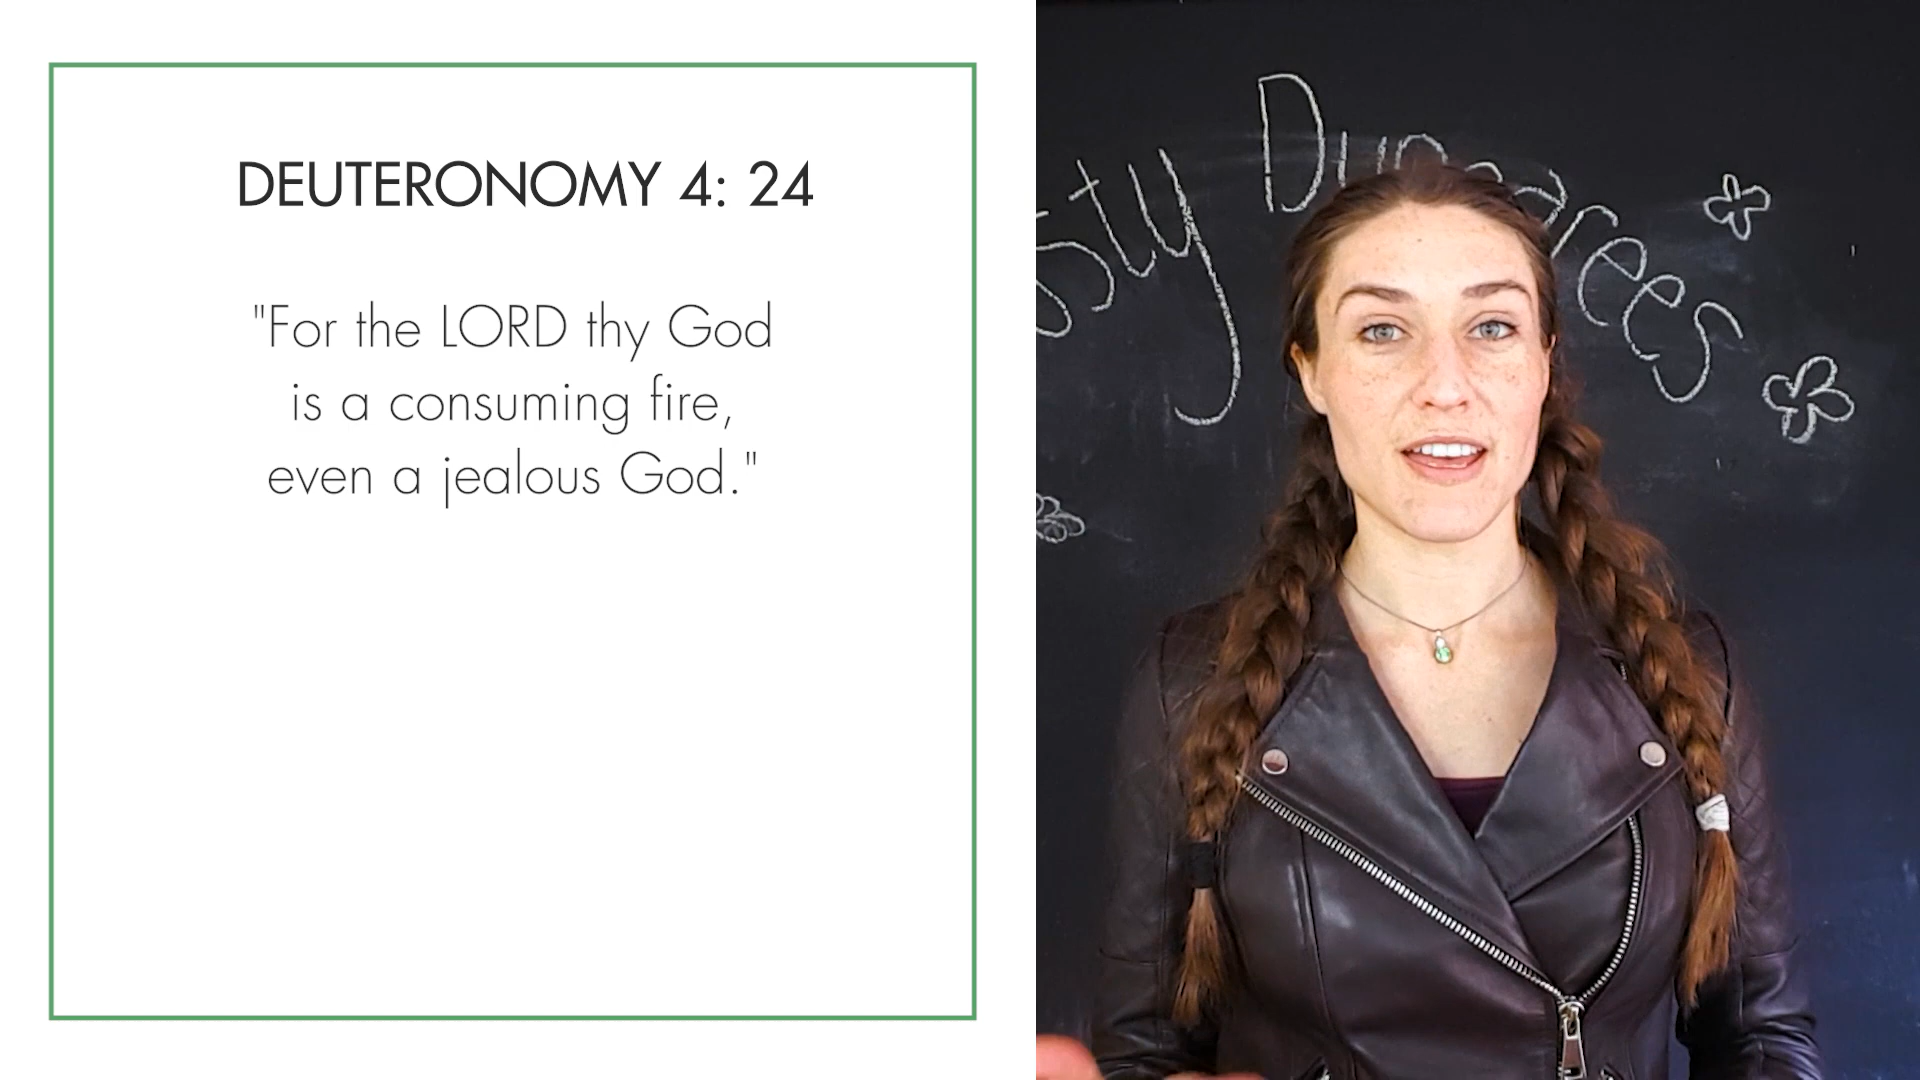 DEUTERONOMY 4: 24
"For the LORD thy God
is a consuming fire,
even a jealous God."